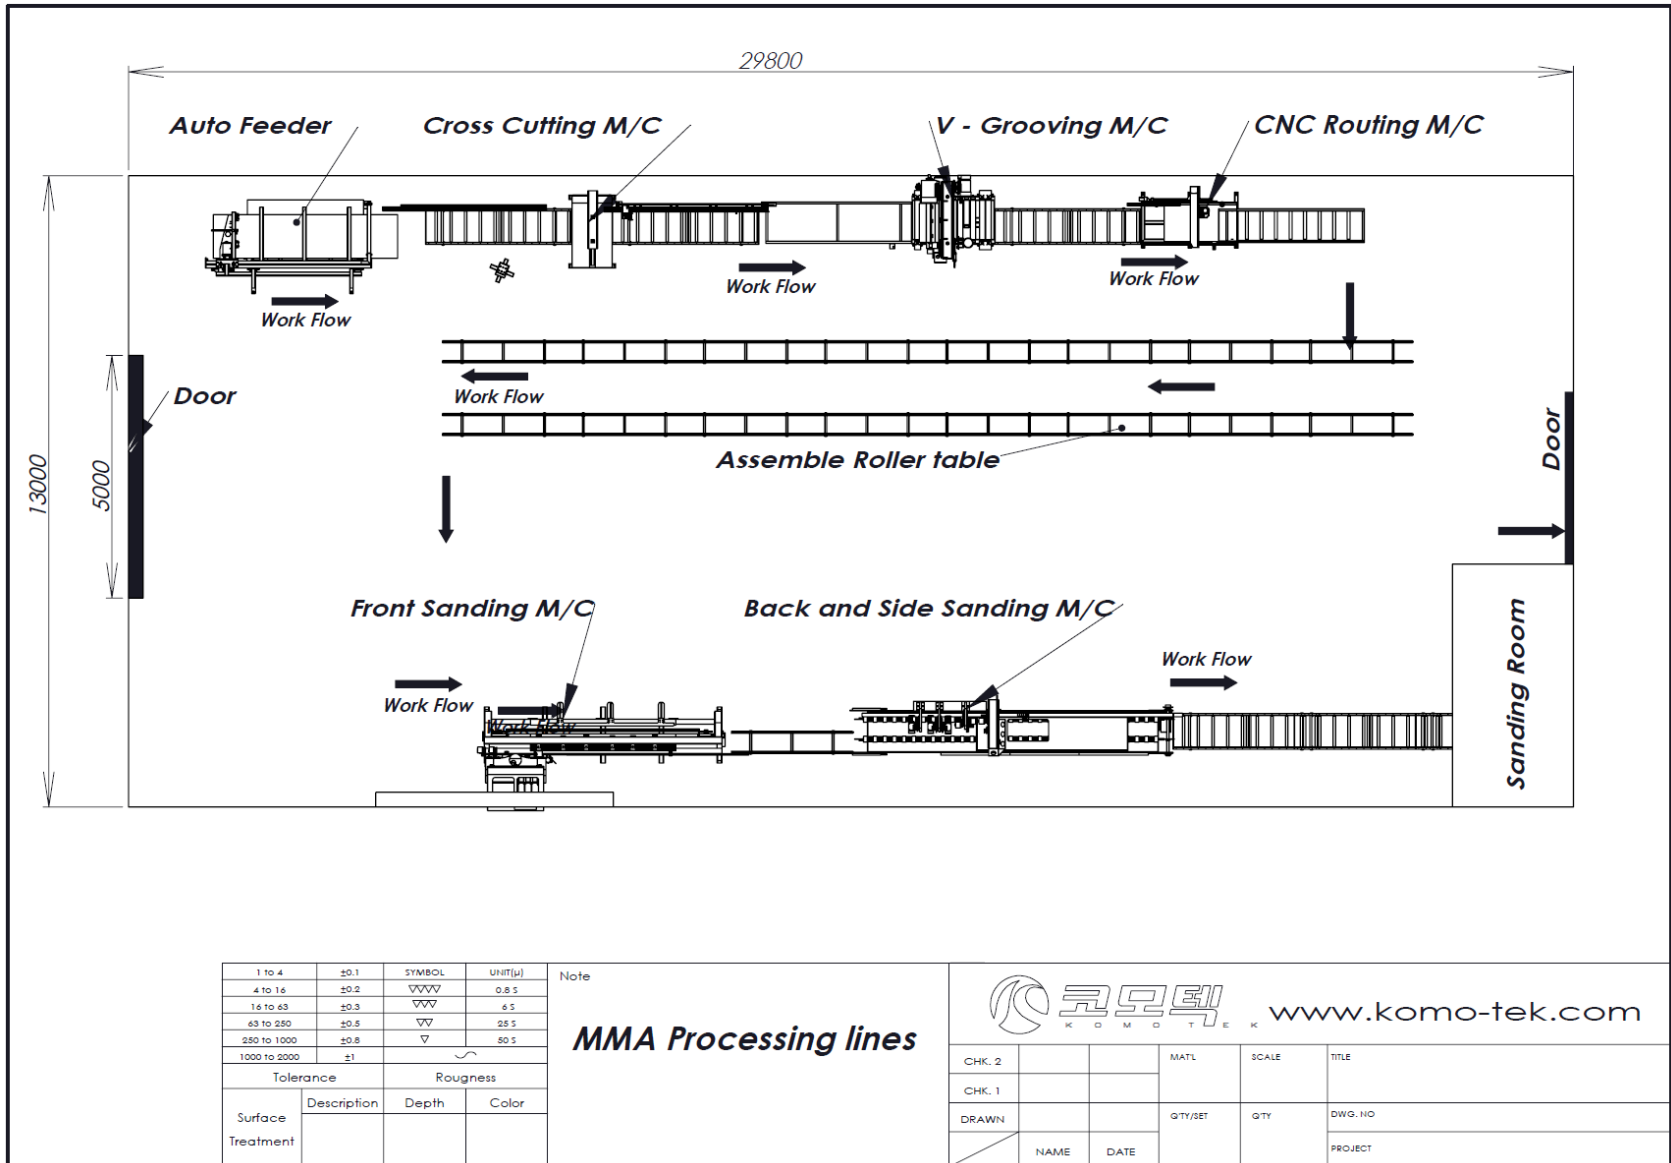 29800
Auto Feeder
Cross Cutting M/C
V - Grooving M/C
CNC Routing M/C
Work Flow
Work Flow
Work Flow
Door
Work Flow
13000
5000
Assemble Roller table
Door
Front Sanding M/C
Back and Side Sanding M/C
Work Flow
Work Flow
Work Flow
Sanding Room
1 to 4 ±0.1 SYMBOL UNIT(μ)
4 to 16 ±0.2 0.8 S
16 to 63 ±0.3 6 S
63 to 250 ±0.5 25 S
250 to 1000 ±0.8 50 S
1000 to 2000 ±1
Tolerance Rougness
Surface Treatment
Description Depth Color
Note
MMA Processing lines
코모텍
KOMOTEK
www.komo-tek.com
CHK. 2
CHK. 1
DRAWN
NAME DATE
MAT'L SCALE TITLE
Q'TY/SET Q'TY DWG. NO
PROJECT